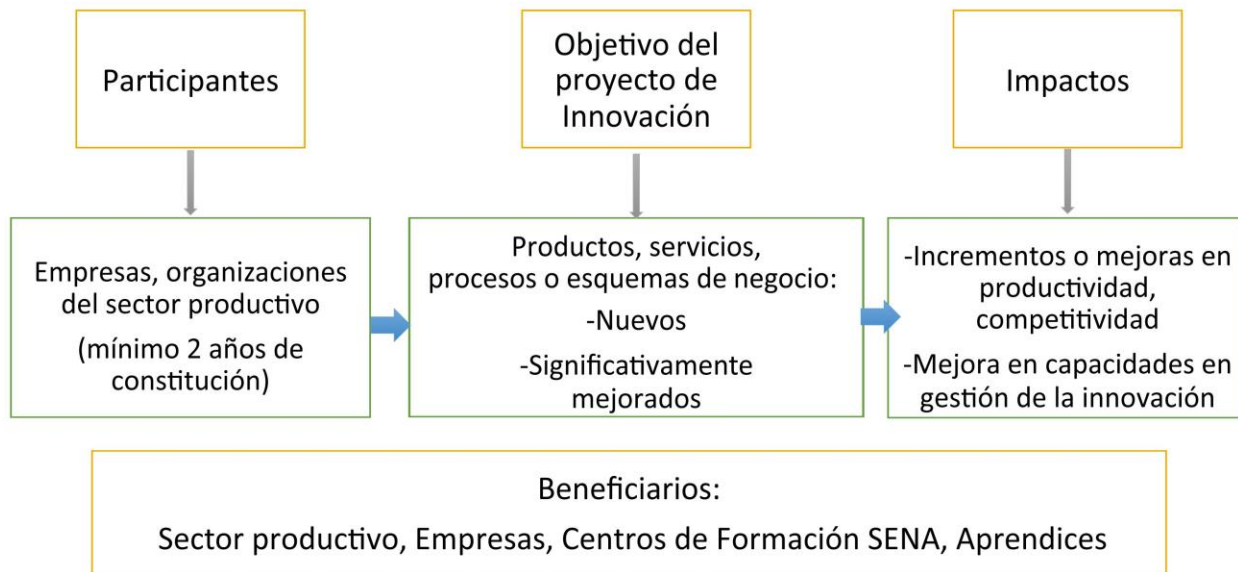 Participantes
Objetivo del
proyecto de
Innovación
Impactos
Empresas, organizaciones
del sector productivo
(mínimo 2 años de
constitución)
Productos, servicios,
procesos o esquemas de negocio:
-Nuevos
-Significativamente
mejorados
-Incrementos o mejoras en
productividad,
competitividad
-Mejora en capacidades en
gestión de la innovación
Beneficiarios:
Sector productivo, Empresas, Centros de Formación SENA, Aprendices